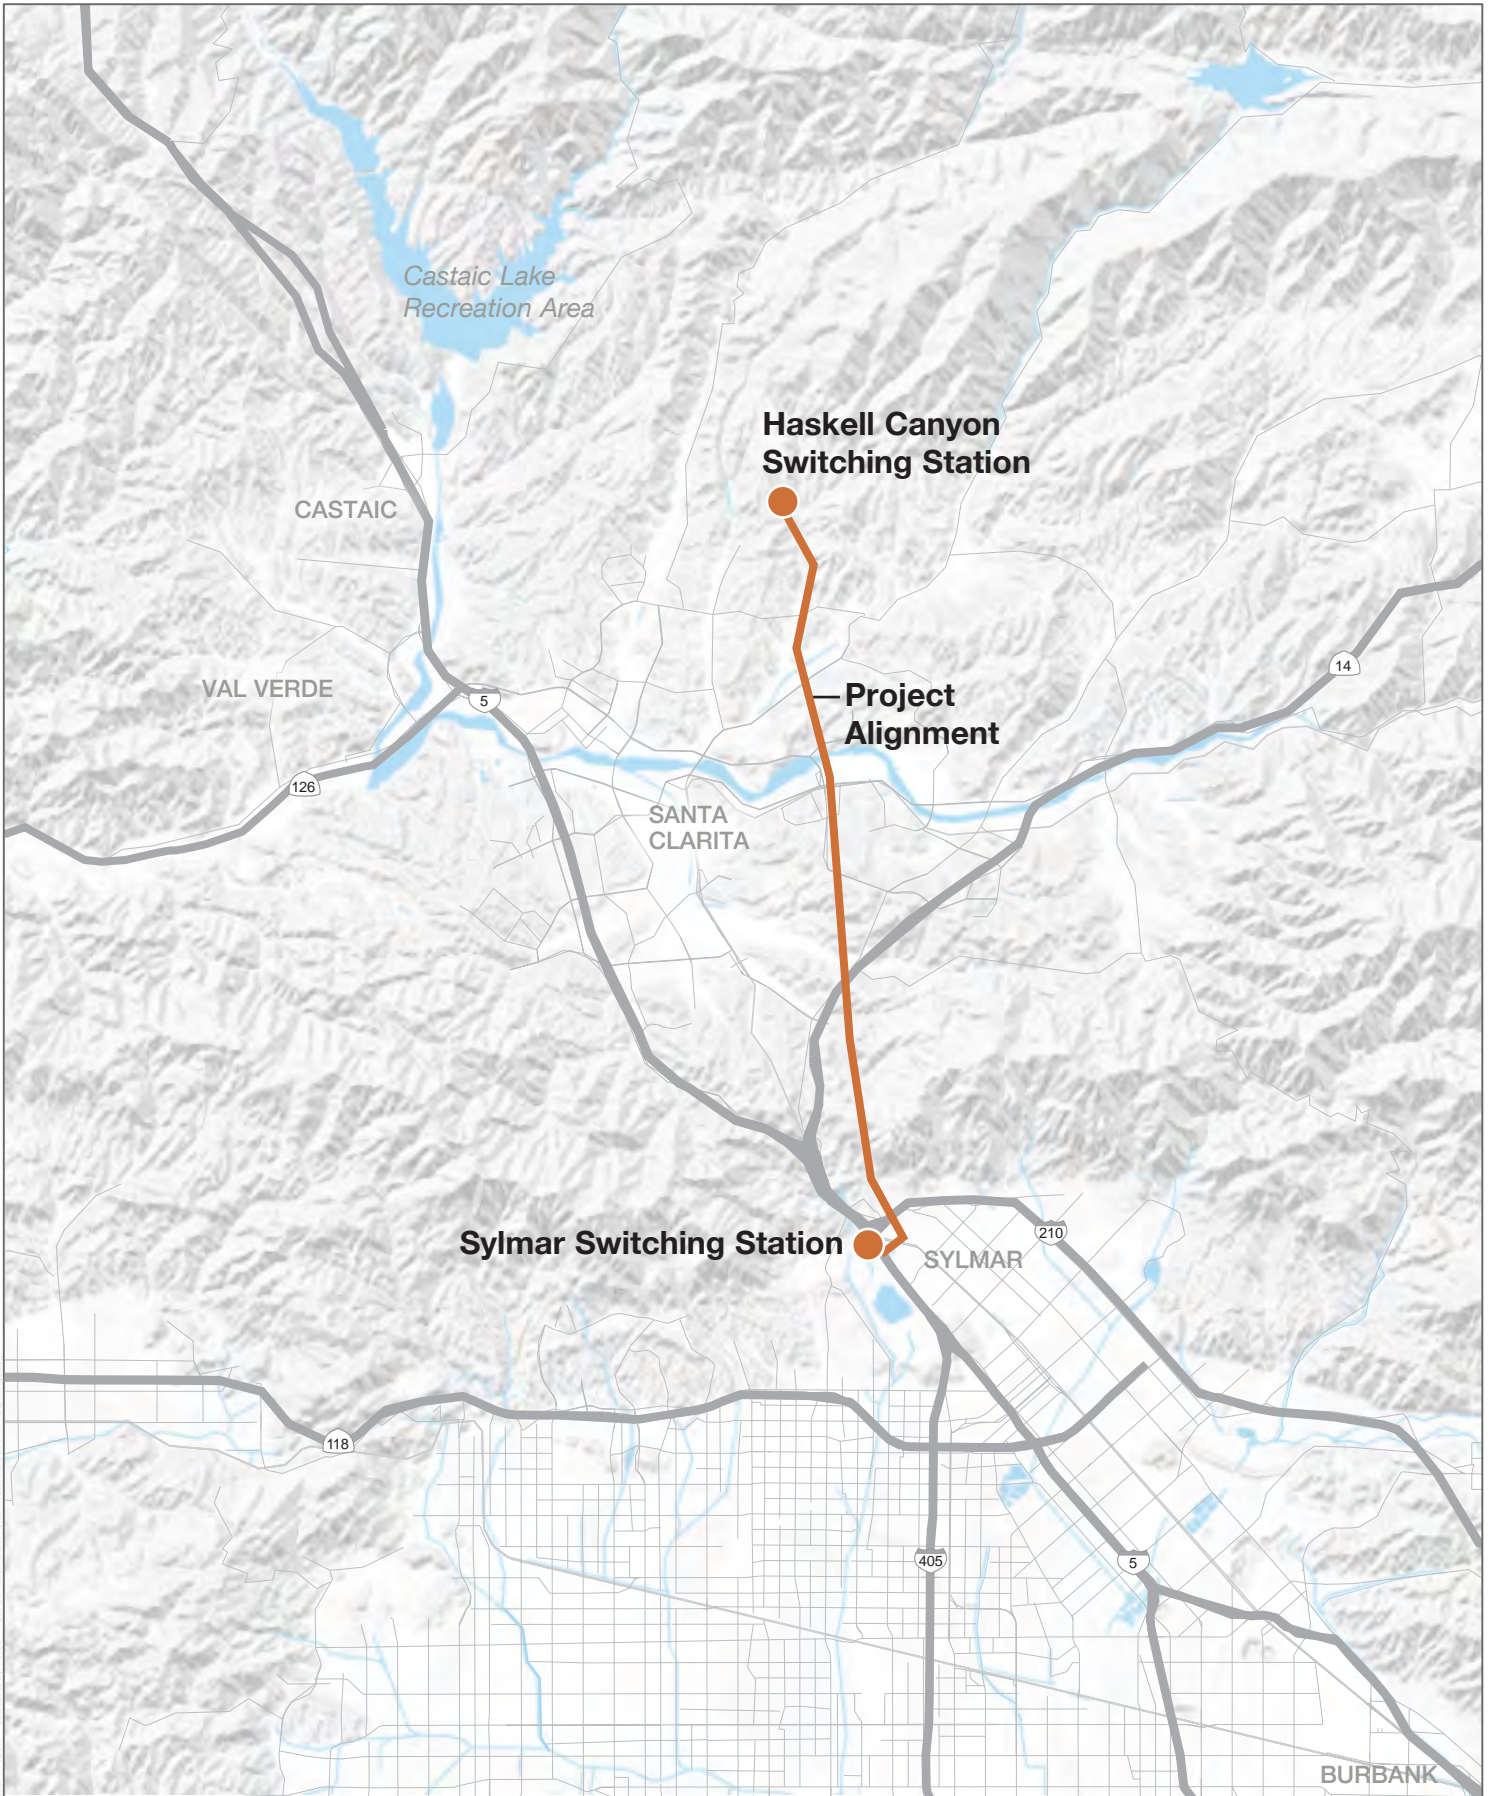 Castaic Lake
Recreation Area
Haskell Canyon
Switching Station
CASTAIC
14
VAL VERDE
5
Project
Alignment
126
SANTA
CLARITA
210
Sylmar Switching Station
SYLMAR
118
405
5
BURBANK